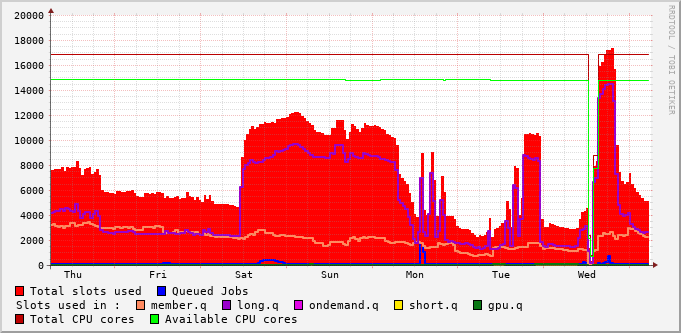 RRDTOOL / TOBI OETIKER
20000
18000
16000
14000
12000
10000
8000
6000
4000
2000
0
Thu Fri Sat Sun Mon Tue Wed
Total slots used Queued Jobs
Slots used in : member.q long.q ondemand.q short.q gpu.q
Total CPU cores Available CPU cores